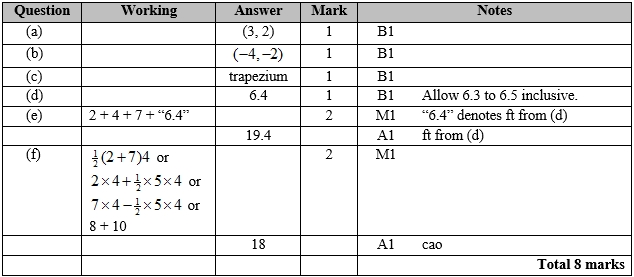 Question Working Answer Mark Notes
(a) (3, 2) 1 B1
(b) (–4, –2) 1 B1
(c) trapezium 1 B1
(d) 6.4 1 B1 Allow 6.3 to 6.5 inclusive.
(e) 2 + 4 + 7 + “6.4” 2 M1 “6.4” denotes ft from (d)
19.4 A1 ft from (d)
(f) ½(2 + 7)4 or 2 M1
2 × 4 + ½ × 5 × 4 or
7 × 4 – ½ × 5 × 4 or
8 + 10
18 A1 cao
Total 8 marks